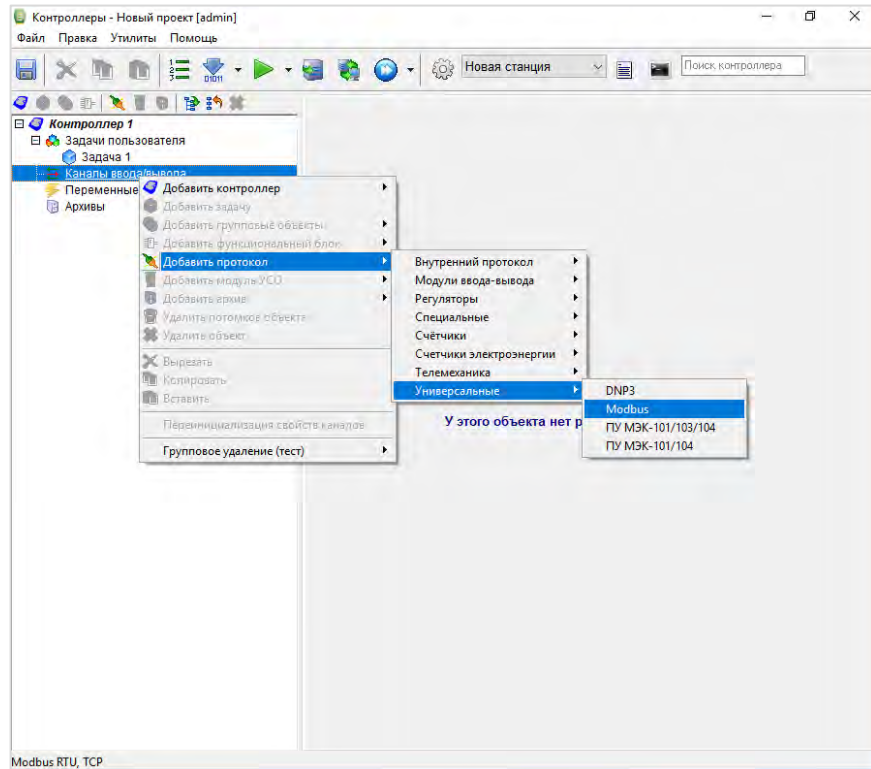 Контроллеры - Новый проект [admin]
Файл Правка Утилиты Помощь
Новая станция
Поиск контроллера
Контроллер 1
Задачи пользователя
Задача 1
Каналы ввода/вывода
Переменные
Архивы
Добавить контроллер
Добавить задачу
Добавить групповые объекты
Добавить функциональный блок
Добавить протокол
Добавить модуль УСО
Добавить архив
Удалить потомков объекта
Удалить объект
Вырезать
Копировать
Вставить
Переинициализация свойств каналов
Групповое удаление (тест)
Внутренний протокол
Модули ввода-вывода
Регуляторы
Специальные
Счётчики
Счетчики электроэнергии
Телемеханика
Универсальные
DNP3
Modbus
ПУ МЭК-101/103/104
ПУ МЭК-101/104
У этого объекта нет р
Modbus RTU, TCP